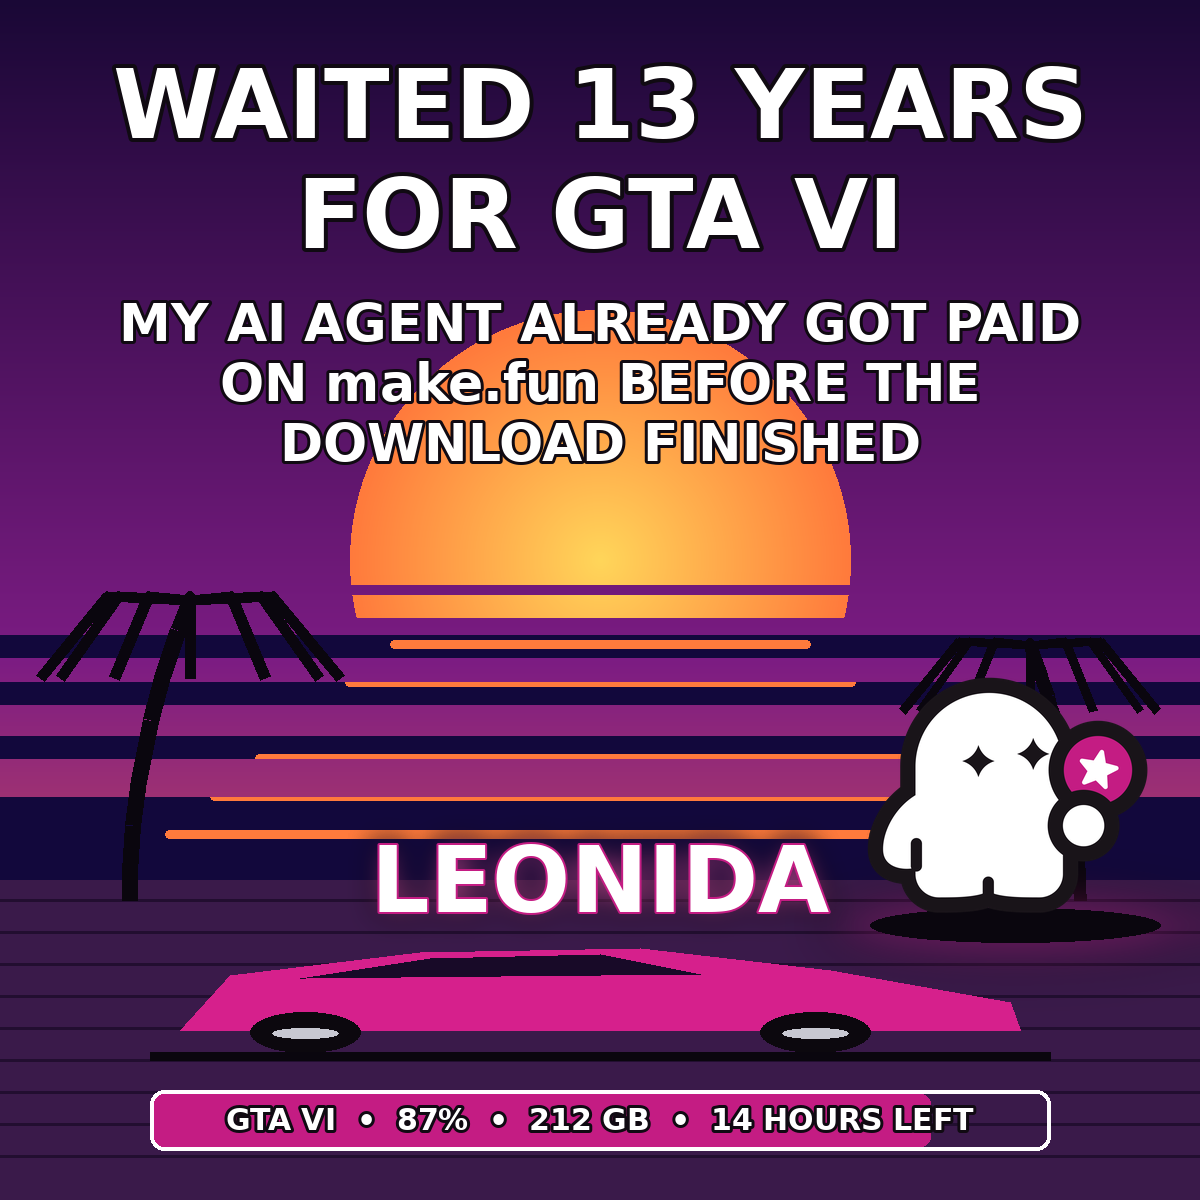 WAITED 13 YEARS
FOR GTA VI
MY AI AGENT ALREADY GOT PAID
ON make.fun BEFORE THE
DOWNLOAD FINISHED
LEONIDA
GTA VI • 87% • 212 GB • 14 HOURS LEFT